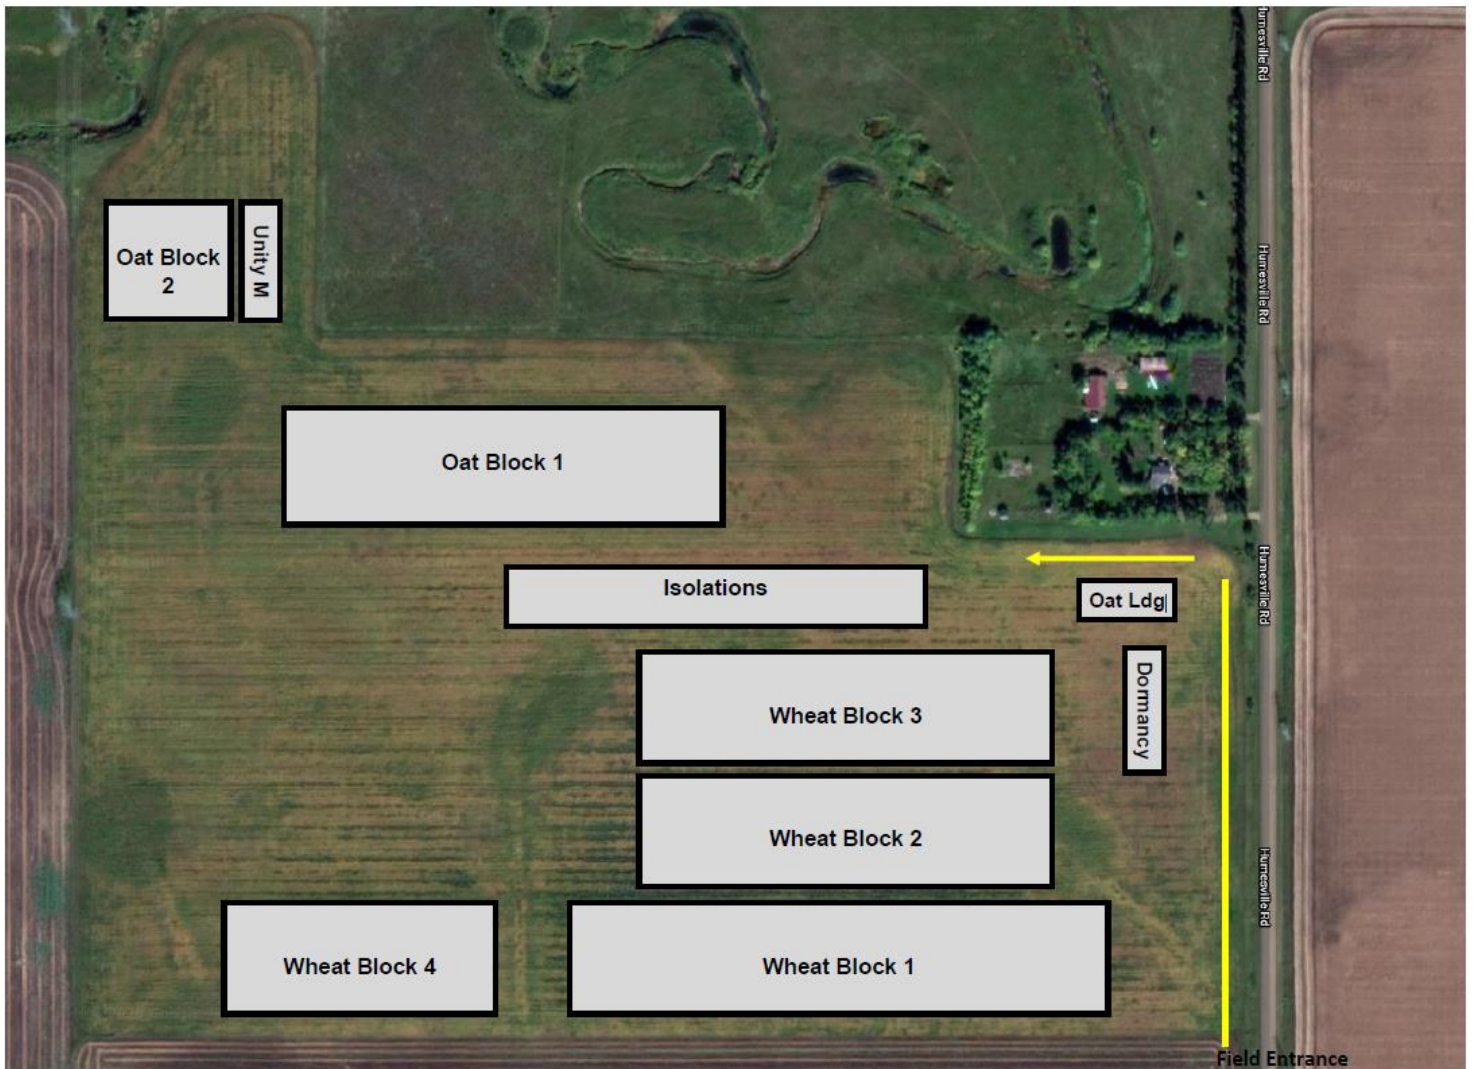 Humesville Rd
Oat Block
2
Unity M
Humesville Rd
Oat Block 1
Humesville Rd
Isolations
Oat Ldg
Dormancy
Wheat Block 3
Wheat Block 2
Humesville Rd
Wheat Block 4
Wheat Block 1
Field Entrance